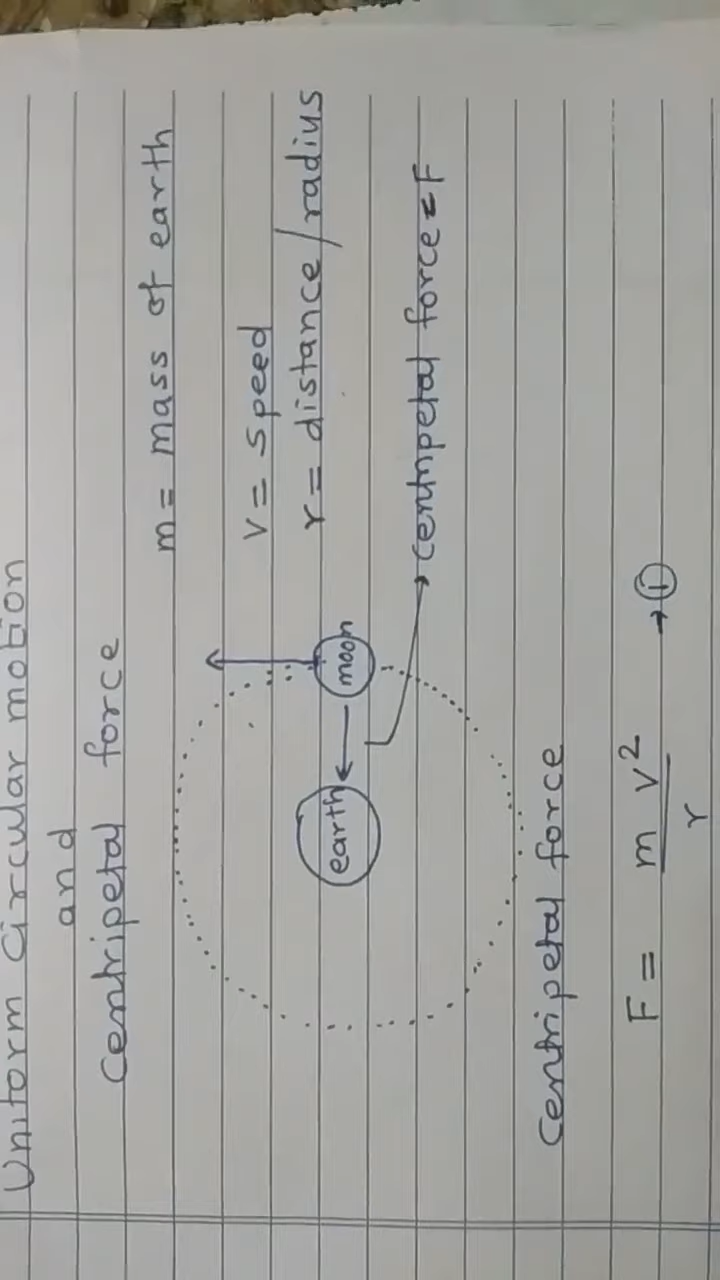 Uniform Circular motion
and
Centripetal force
m = mass of earth
V = Speed
r = distance/radius
moon
earth
centripetal force = F
Centripetal force
F = m v² / r → ①